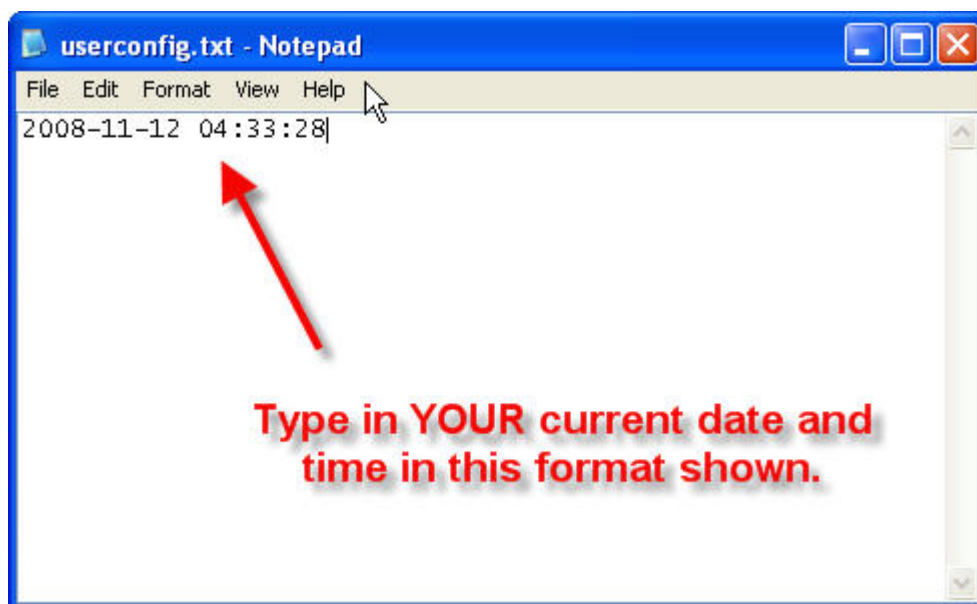 userconfig.txt - Notepad
File Edit Format View Help
2008-11-12 04:33:28
Type in YOUR current date and
time in this format shown.